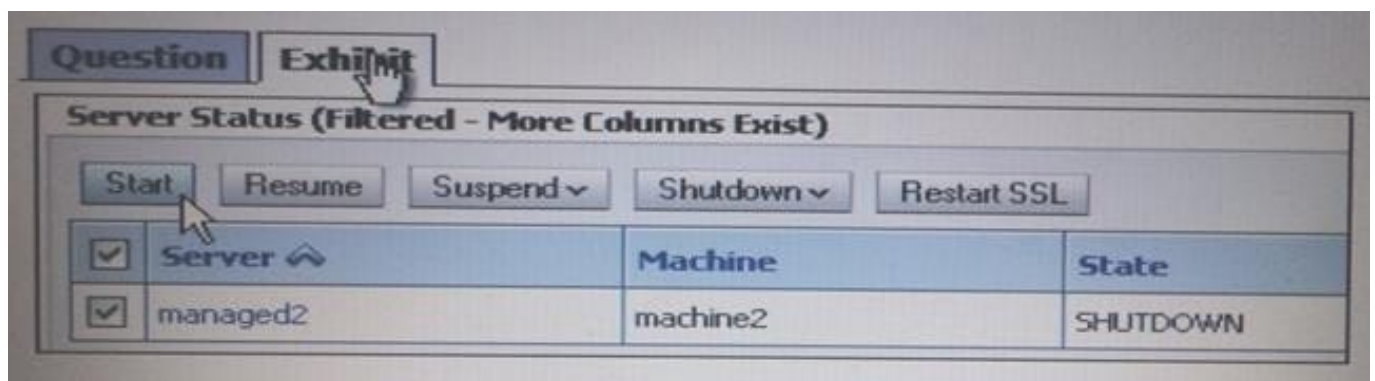 Question Exhibit
Server Status (Filtered - More Columns Exist)
Start Resume Suspend Shutdown Restart SSL
Server Machine State
managed2 machine2 SHUTDOWN